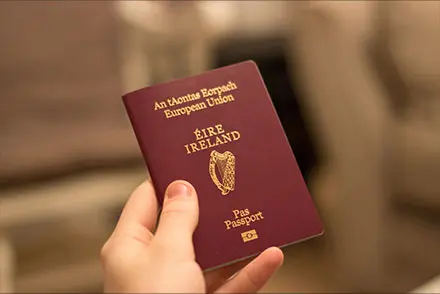 An tAontas Eorpach
European Union
ÉIRE
IRELAND
Pas
Passport